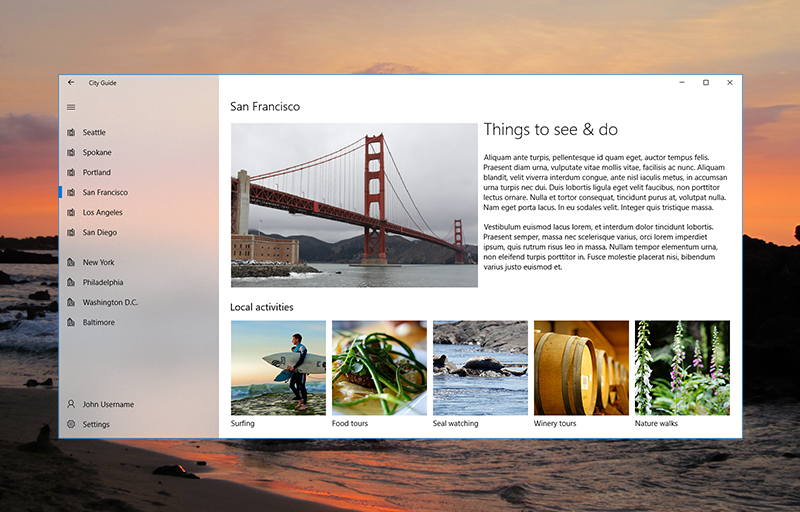 City Guide
Seattle
Spokane
Portland
San Francisco
Los Angeles
San Diego
New York
Philadelphia
Washington D.C.
Baltimore
John Username
Settings
San Francisco
Things to see & do
Aliquam ante turpis, pellentesque id quam eget, auctor tempus felis.
Praesent diam urna, vulputate vitae mollis vitae, facilisis ac nunc. Aliquam
blandit, velit viverra interdum congue, ante nisl iaculis metus, in accumsan
urna turpis nec dui. Duis lobortis ligula eget velit faucibus, non porttitor
lectus ornare. Nulla et tortor consequat, tincidunt purus at, volutpat nulla.
Nam eget porta lacus. In eu sodales velit. Integer quis tristique massa.
Vestibulum euismod lacus lorem, et interdum dolor tincidunt lobortis.
Praesent semper, massa nec scelerisque varius, orci lorem imperdiet
ipsum, quis rutrum risus leo in massa. Nullam tempor elementum urna,
non eleifend turpis porttitor in. Fusce molestie placerat nisi, bibendum
varius justo euismod et.
Local activities
Surfing
Food tours
Seal watching
Winery tours
Nature walks